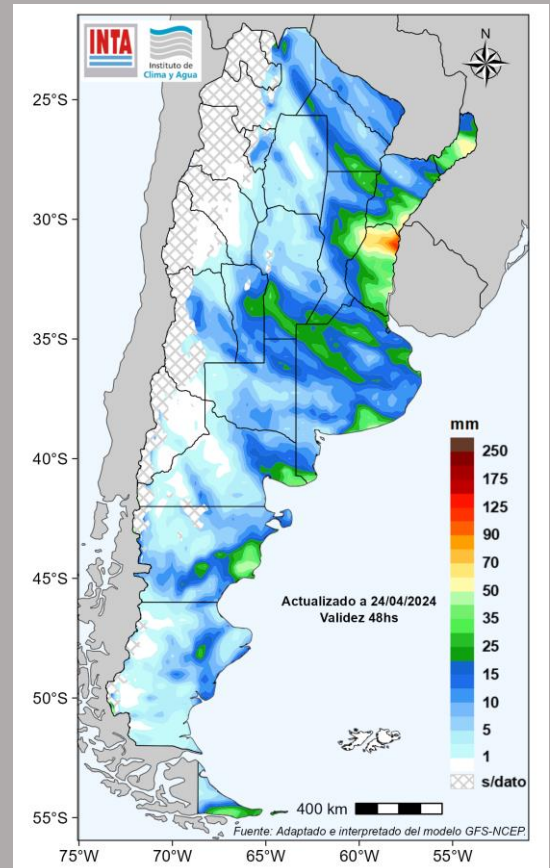 INTA
Instituto de
Clima y Agua
N
25°S
30°S
35°S
40°S
45°S
50°S
55°S
mm
250
175
125
90
70
50
35
25
15
10
5
1
s/dato
Actualizado a 24/04/2024
Validez 48hs
400 km
Fuente: Adaptado e interpretado del modelo GFS-NCEP.
75°W
70°W
65°W
60°W
55°W